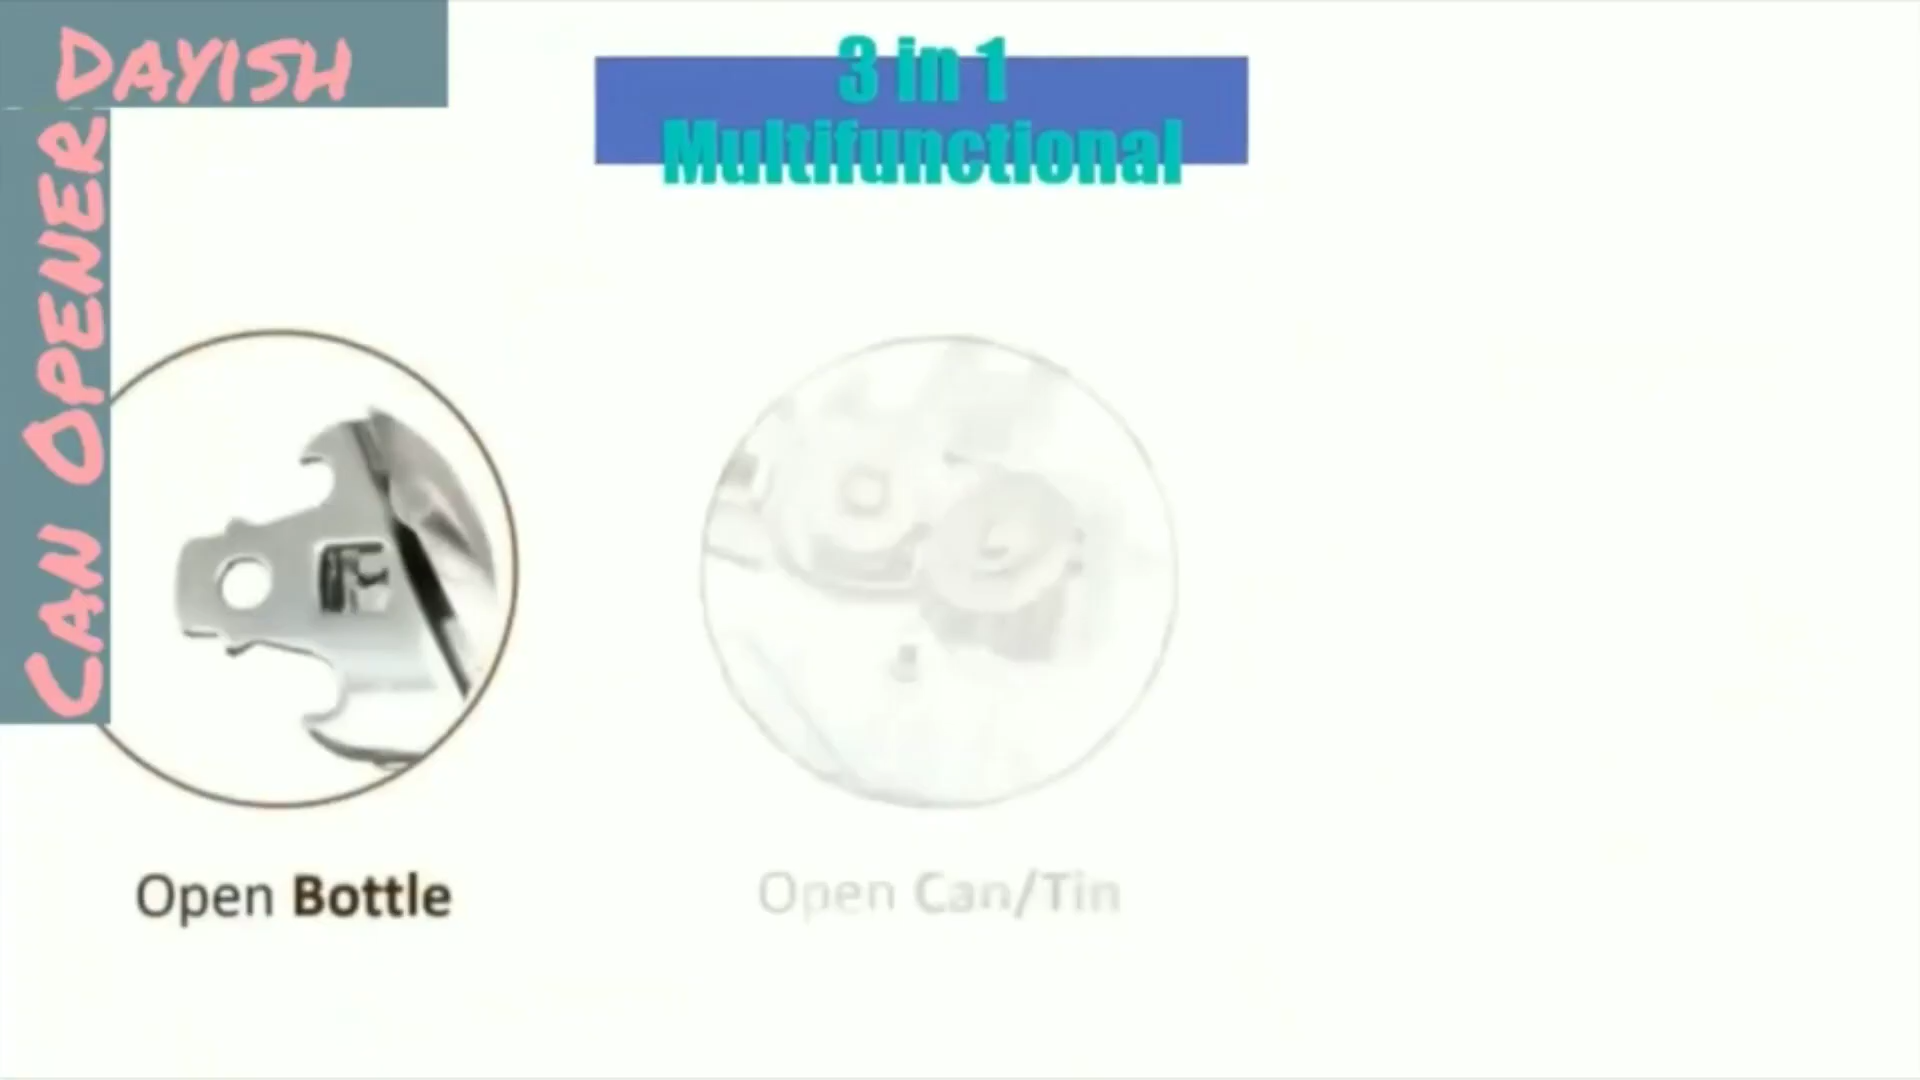 DAYISH
CAN OPENER
3 in 1
Multifunctional
Open Bottle
Open Can/Tin